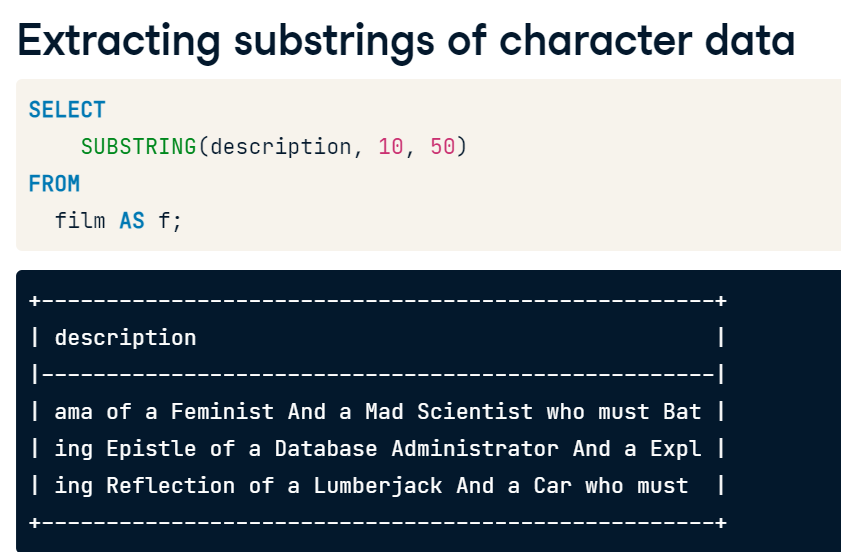 Extracting substrings of character data
SELECT
    SUBSTRING(description, 10, 50)
FROM
  film AS f;
+----------------------------------------------------+
| description                                        |
|----------------------------------------------------|
| ama of a Feminist And a Mad Scientist who must Bat |
| ing Epistle of a Database Administrator And a Expl |
| ing Reflection of a Lumberjack And a Car who must  |
+----------------------------------------------------+